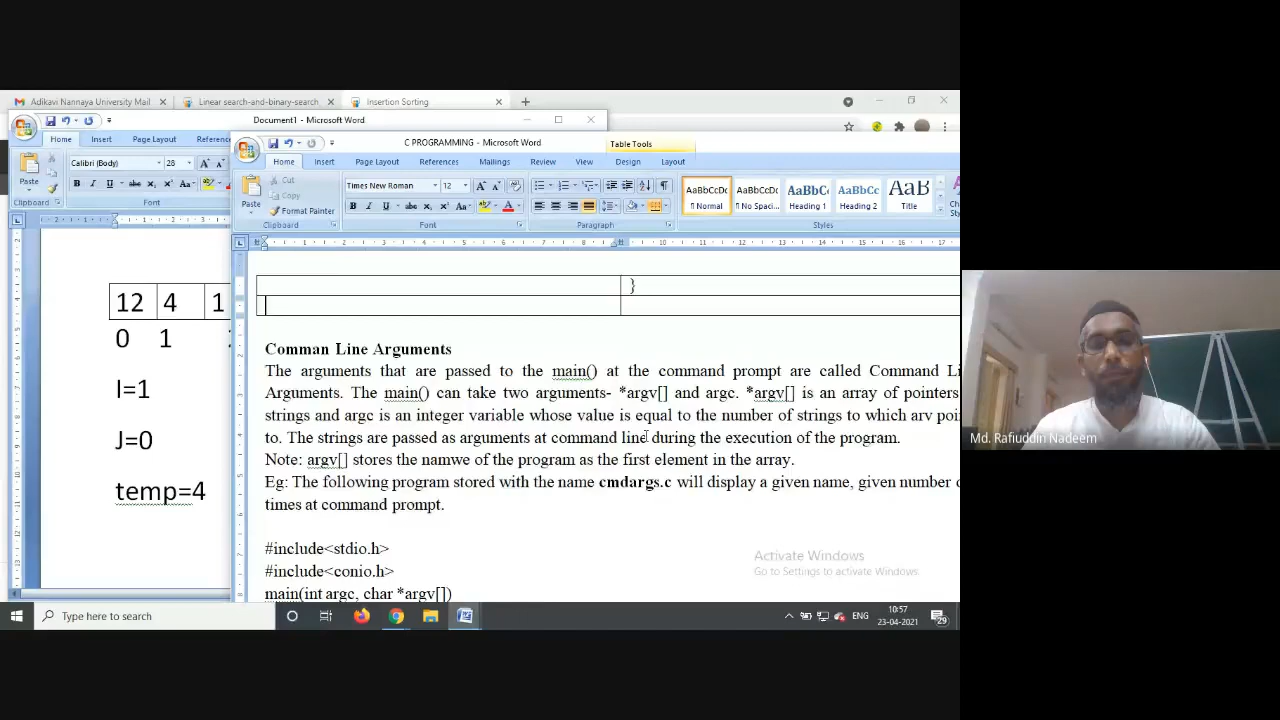 Adikavi Nannaya University Mail
Linear search-and-binary-search
Insertion Sorting
Document1 - Microsoft Word
C PROGRAMMING - Microsoft Word
Table Tools
Home Insert Page Layout
Home Insert Page Layout References Mailings Review View Design Layout
Calibri (Body) 28
Paste
Clipboard
Font
Cut
Copy
Format Painter
Paste
Times New Roman 12
AaBbCcDc AaBbCcDc AaBbC AaBbCc AaB
¶ Normal ¶ No Spaci... Heading 1 Heading 2 Title
Clipboard Font Paragraph Styles
12 4 1
0 1
I=1
J=0
temp=4
}
Comman Line Arguments
The arguments that are passed to the main() at the command prompt are called Command Li
Arguments. The main() can take two arguments- *argv[] and argc. *argv[] is an array of pointers
strings and argc is an integer variable whose value is equal to the number of strings to which arv poi
to. The strings are passed as arguments at command line during the execution of the program.
Note: argv[] stores the namwe of the program as the first element in the array.
Eg: The following program stored with the name cmdargs.c will display a given name, given number o
times at command prompt.
#include<stdio.h>
#include<conio.h>
main(int argc, char *argv[])
Activate Windows
Go to Settings to activate Windows.
Type here to search
ENG
10:57
23-04-2021
29
Md. Rafiuddin Nadeem